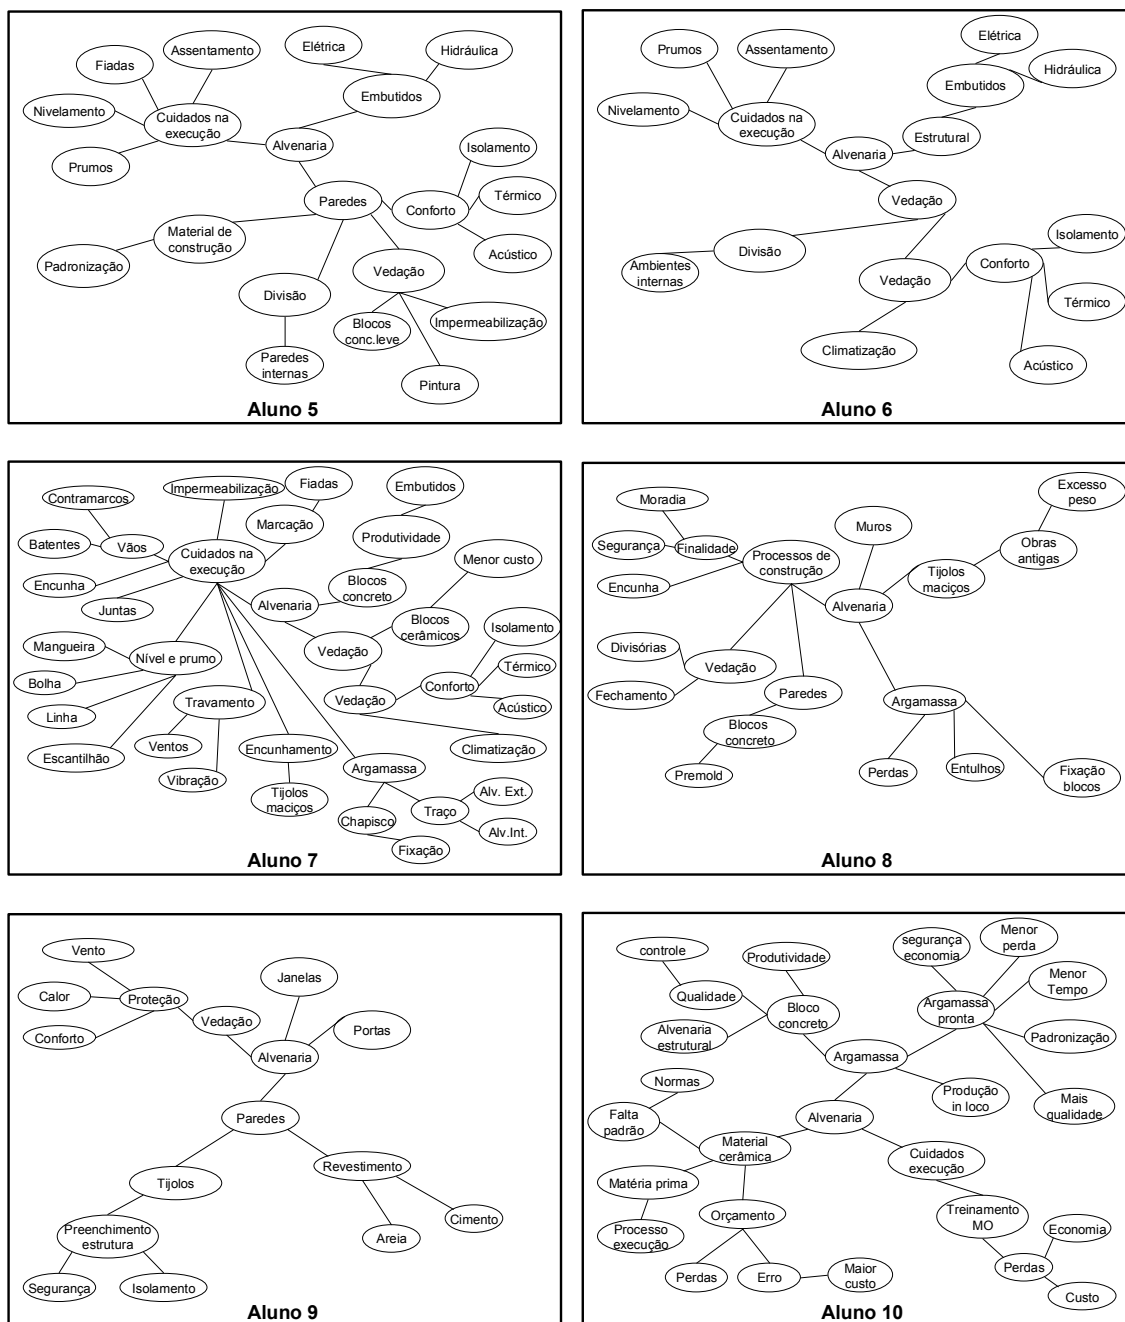 Elétrica
Hidráulica
Assentamento
Fiadas
Embutidos
Nivelamento
Cuidados na
execução
Alvenaria
Isolamento
Prumos
Térmico
Paredes
Conforto
Material de
construção
Acústico
Padronização
Vedação
Divisão
Blocos
conc.leve
Impermeabilização
Paredes
internas
Pintura
Aluno 5
Elétrica
Prumos
Assentamento
Hidráulica
Embutidos
Nivelamento
Cuidados na
execução
Estrutural
Alvenaria
Vedação
Isolamento
Divisão
Ambientes
internas
Vedação
Conforto
Térmico
Climatização
Acústico
Aluno 6
Impermeabilização
Fiadas
Embutidos
Contramarcos
Marcação
Produtividade
Batentes
Vãos
Cuidados na
execução
Menor custo
Encunha
Blocos
concreto
Juntas
Alvenaria
Blocos
cerâmicos
Isolamento
Mangueira
Nível e prumo
Vedação
Térmico
Bolha
Conforto
Travamento
Vedação
Acústico
Linha
Escantilhão
Ventos
Encunhamento
Climatização
Vibração
Argamassa
Tijolos
maciços
Alv. Ext.
Traço
Chapisco
Alv.Int.
Fixação
Aluno 7
Excesso
peso
Moradia
Muros
Segurança
Finalidade
Processos de
construção
Obras
antigas
Encunha
Tijolos
maciços
Alvenaria
Divisórias
Vedação
Fechamento
Paredes
Argamassa
Blocos
concreto
Premold
Perdas
Entulhos
Fixação
blocos
Aluno 8
Vento
Janelas
Calor
Proteção
Vedação
Portas
Conforto
Alvenaria
Paredes
Revestimento
Tijolos
Cimento
Preenchimento
estrutura
Areia
Segurança
Isolamento
Aluno 9
controle
Produtividade
segurança
economia
Menor
perda
Menor
Tempo
Qualidade
Bloco
concreto
Argamassa
pronta
Alvenaria
estrutural
Padronização
Argamassa
Normas
Produção
in loco
Mais
qualidade
Falta
padrão
Alvenaria
Material
cerâmica
Cuidados
execução
Matéria prima
Orçamento
Treinamento
MO
Processo
execução
Economia
Perdas
Erro
Maior
custo
Perdas
Custo
Aluno 10